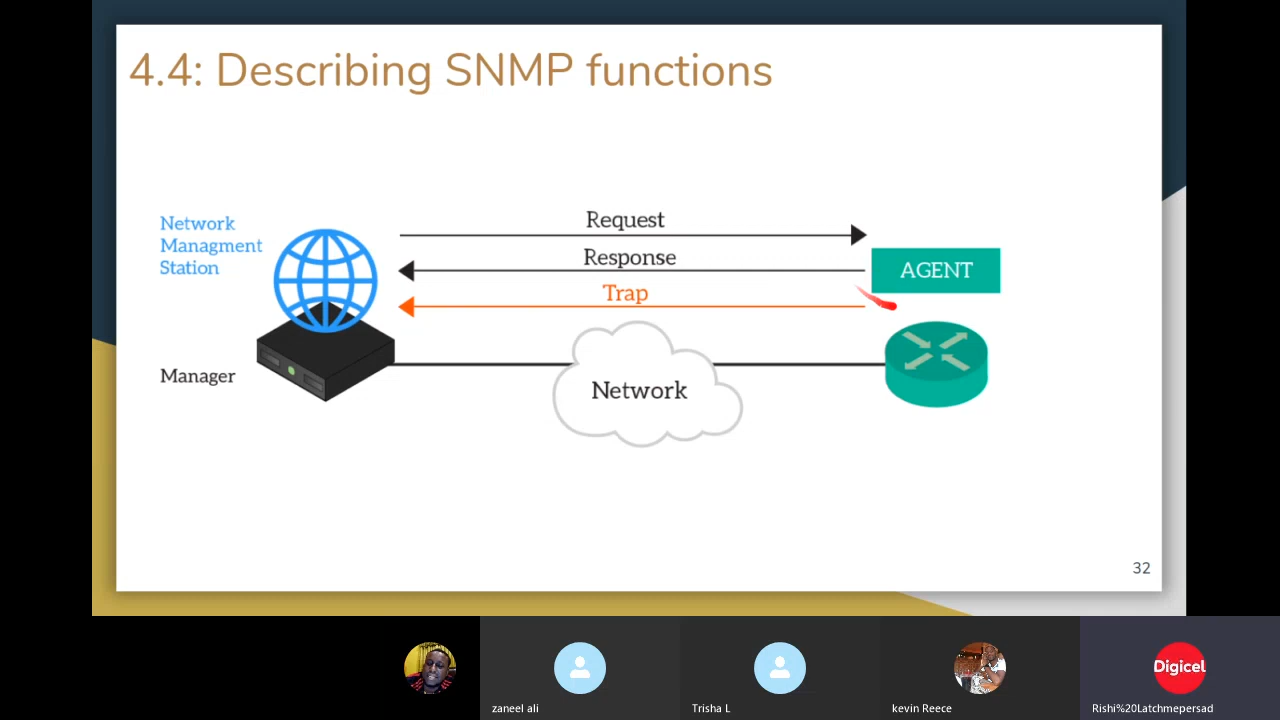 4.4: Describing SNMP functions
Network
Managment
Station
Request
Response
Trap
AGENT
Manager
Network
32
Digicel
zaneel ali
Trisha L
kevin Reece
Rishi%20Latchmepersad